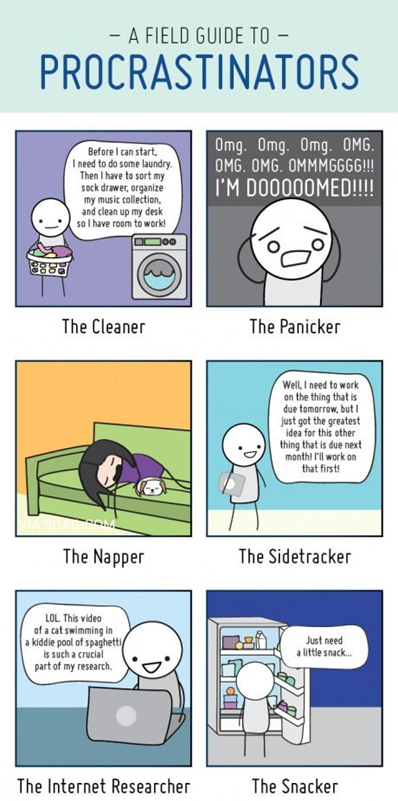 – A FIELD GUIDE TO –
PROCRASTINATORS
Before I can start,
I need to do some laundry.
Then I have to sort my
sock drawer, organize
my music collection,
and clean up my desk
so I have room to work!
The Cleaner
Omg. Omg. Omg. OMG.
OMG. OMG. OMMMGGGG!!!
I'M DOOOOOMED!!!!
The Panicker
VIA 9GAG.COM
The Napper
Well, I need to work
on the thing that is
due tomorrow, but I
just got the greatest
idea for this other
thing that is due next
month! I'll work on
that first!
The Sidetracker
LOL. This video
of a cat swimming in
a kiddie pool of spaghetti
is such a crucial
part of my research.
The Internet Researcher
Just need
a little snack...
The Snacker